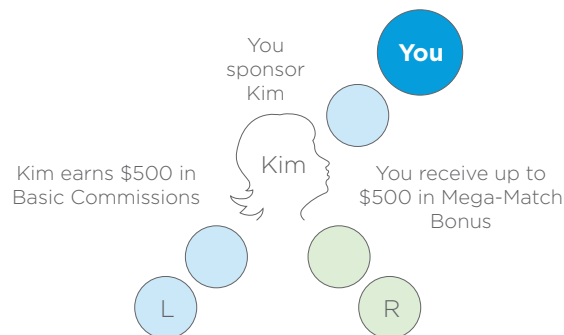 You
You
sponsor
Kim
Kim
Kim earns $500 in
Basic Commissions
You receive up to
$500 in Mega-Match
Bonus
L
R